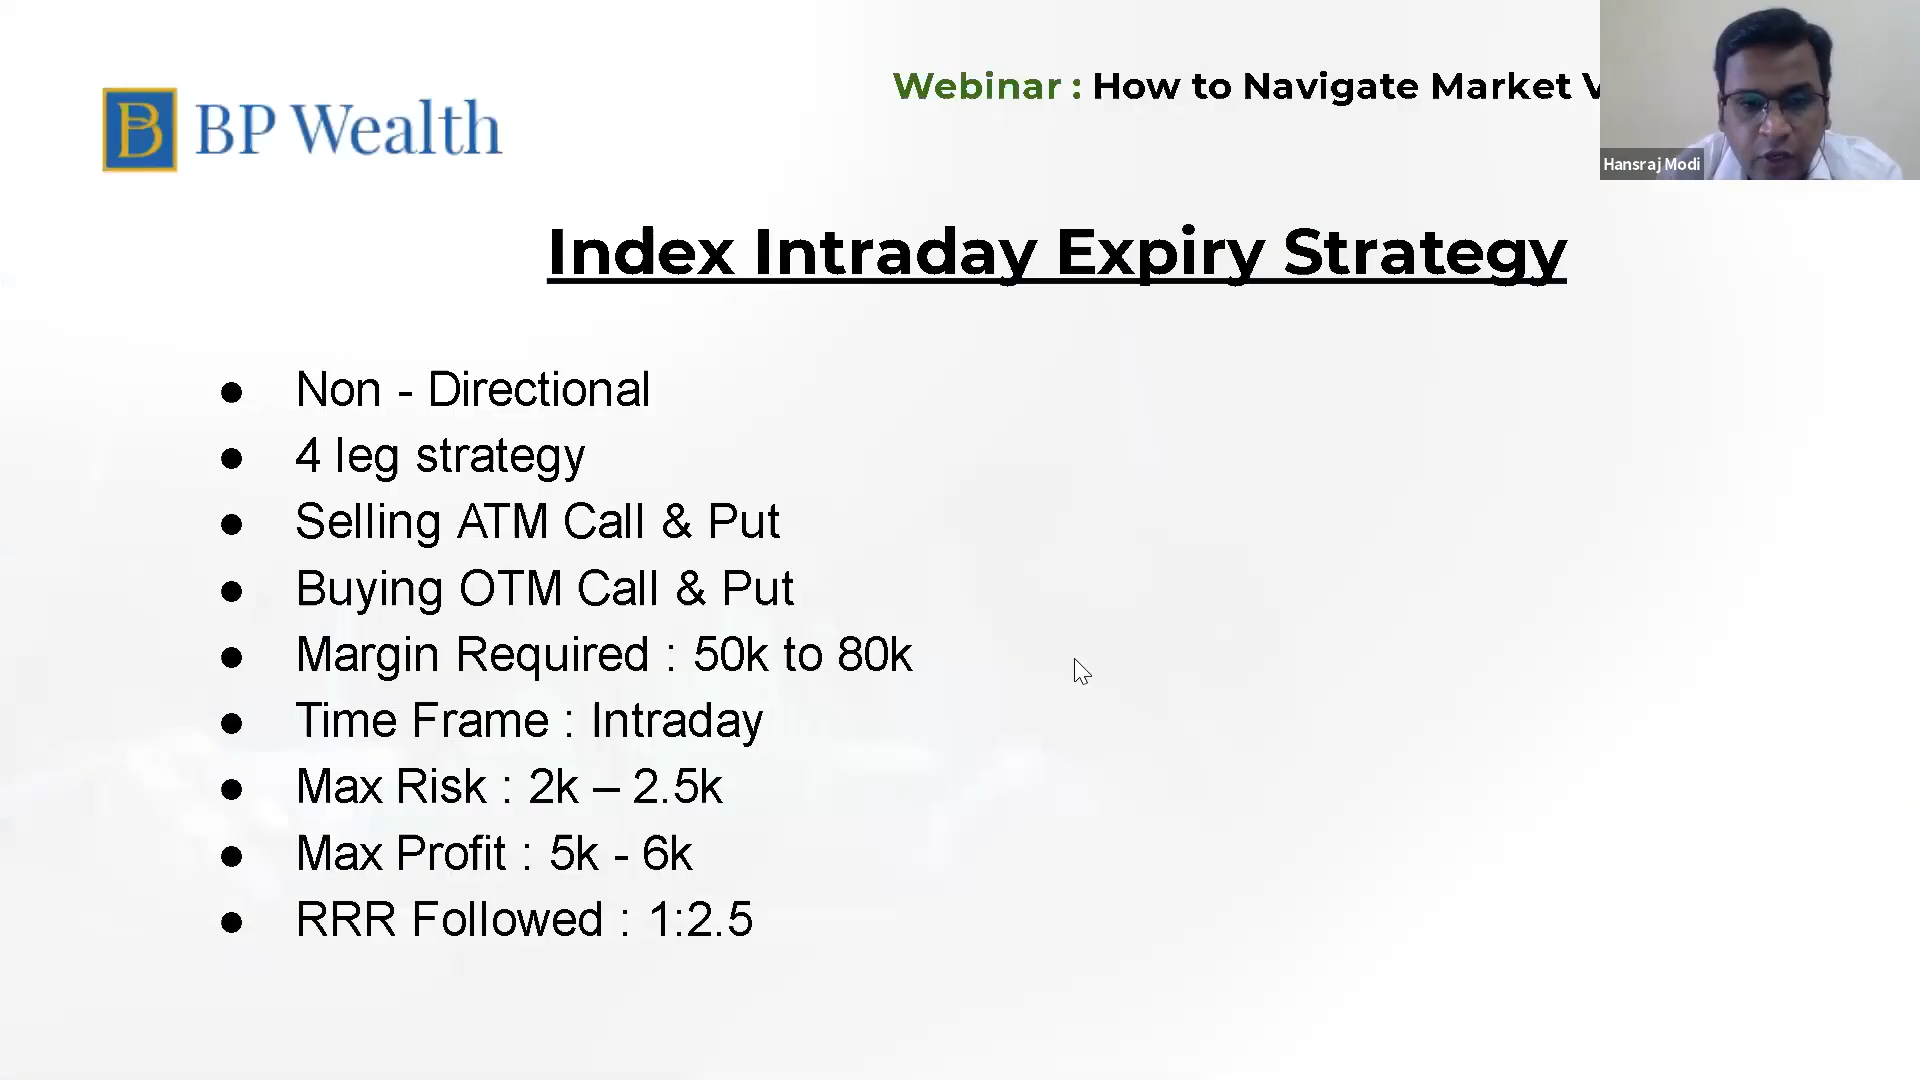 BP Wealth
Webinar : How to Navigate Market V
Hansraj Modi
Index Intraday Expiry Strategy
● Non - Directional
● 4 leg strategy
● Selling ATM Call & Put
● Buying OTM Call & Put
● Margin Required : 50k to 80k
● Time Frame : Intraday
● Max Risk : 2k – 2.5k
● Max Profit : 5k - 6k
● RRR Followed : 1:2.5